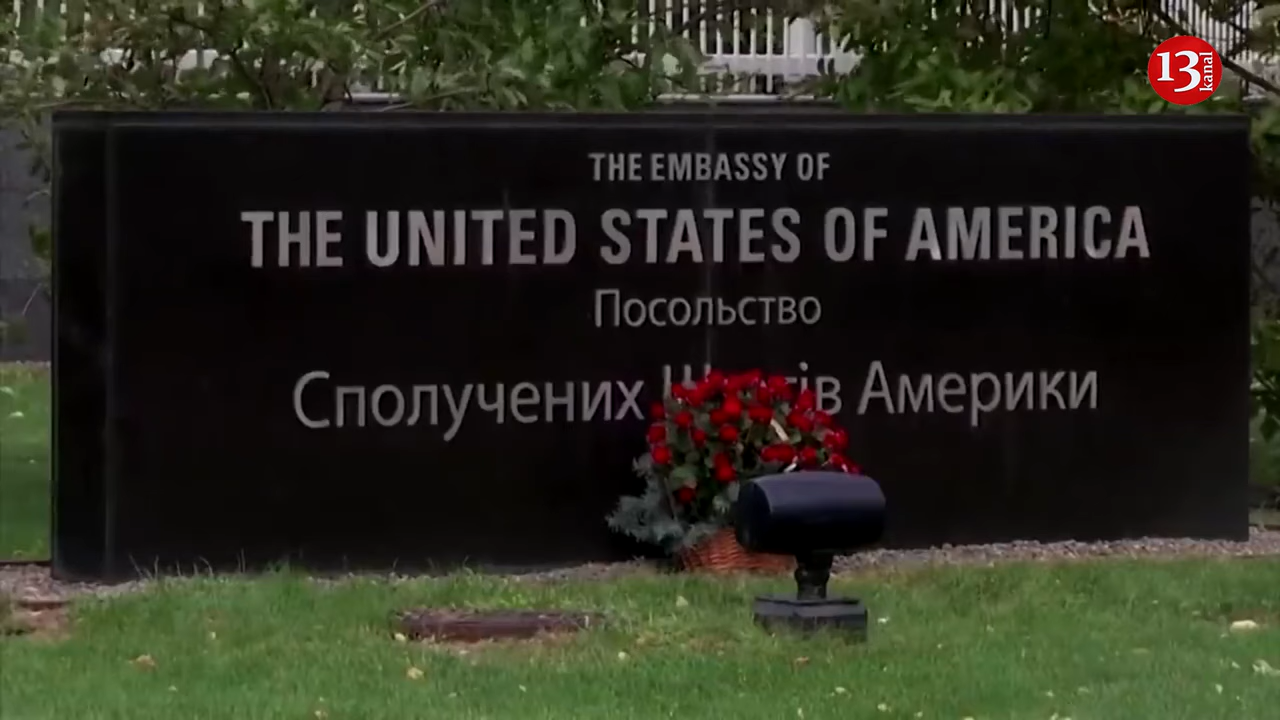 13 kanal
THE EMBASSY OF
THE UNITED STATES OF AMERICA
Посольство
Сполучених Америки